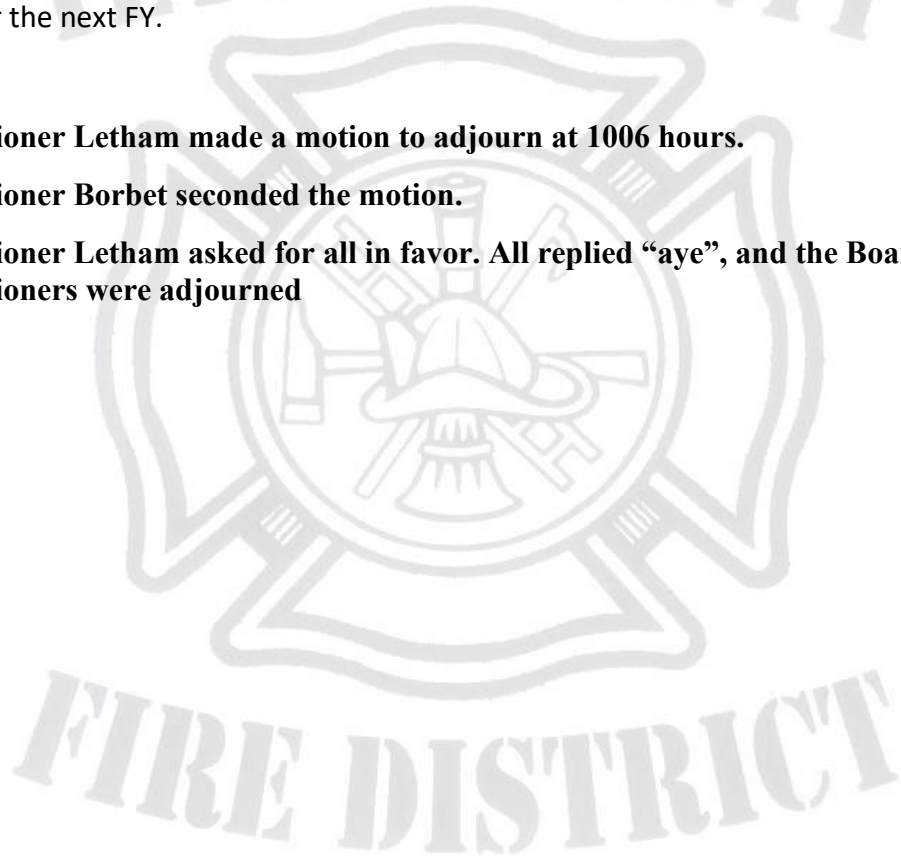 the next FY.
ioner Letham made a motion to adjourn at 1006 hours.
ioner Borbet seconded the motion.
ioner Letham asked for all in favor. All replied “aye”, and the Boa
ioners were adjourned
FIRE DISTRICT